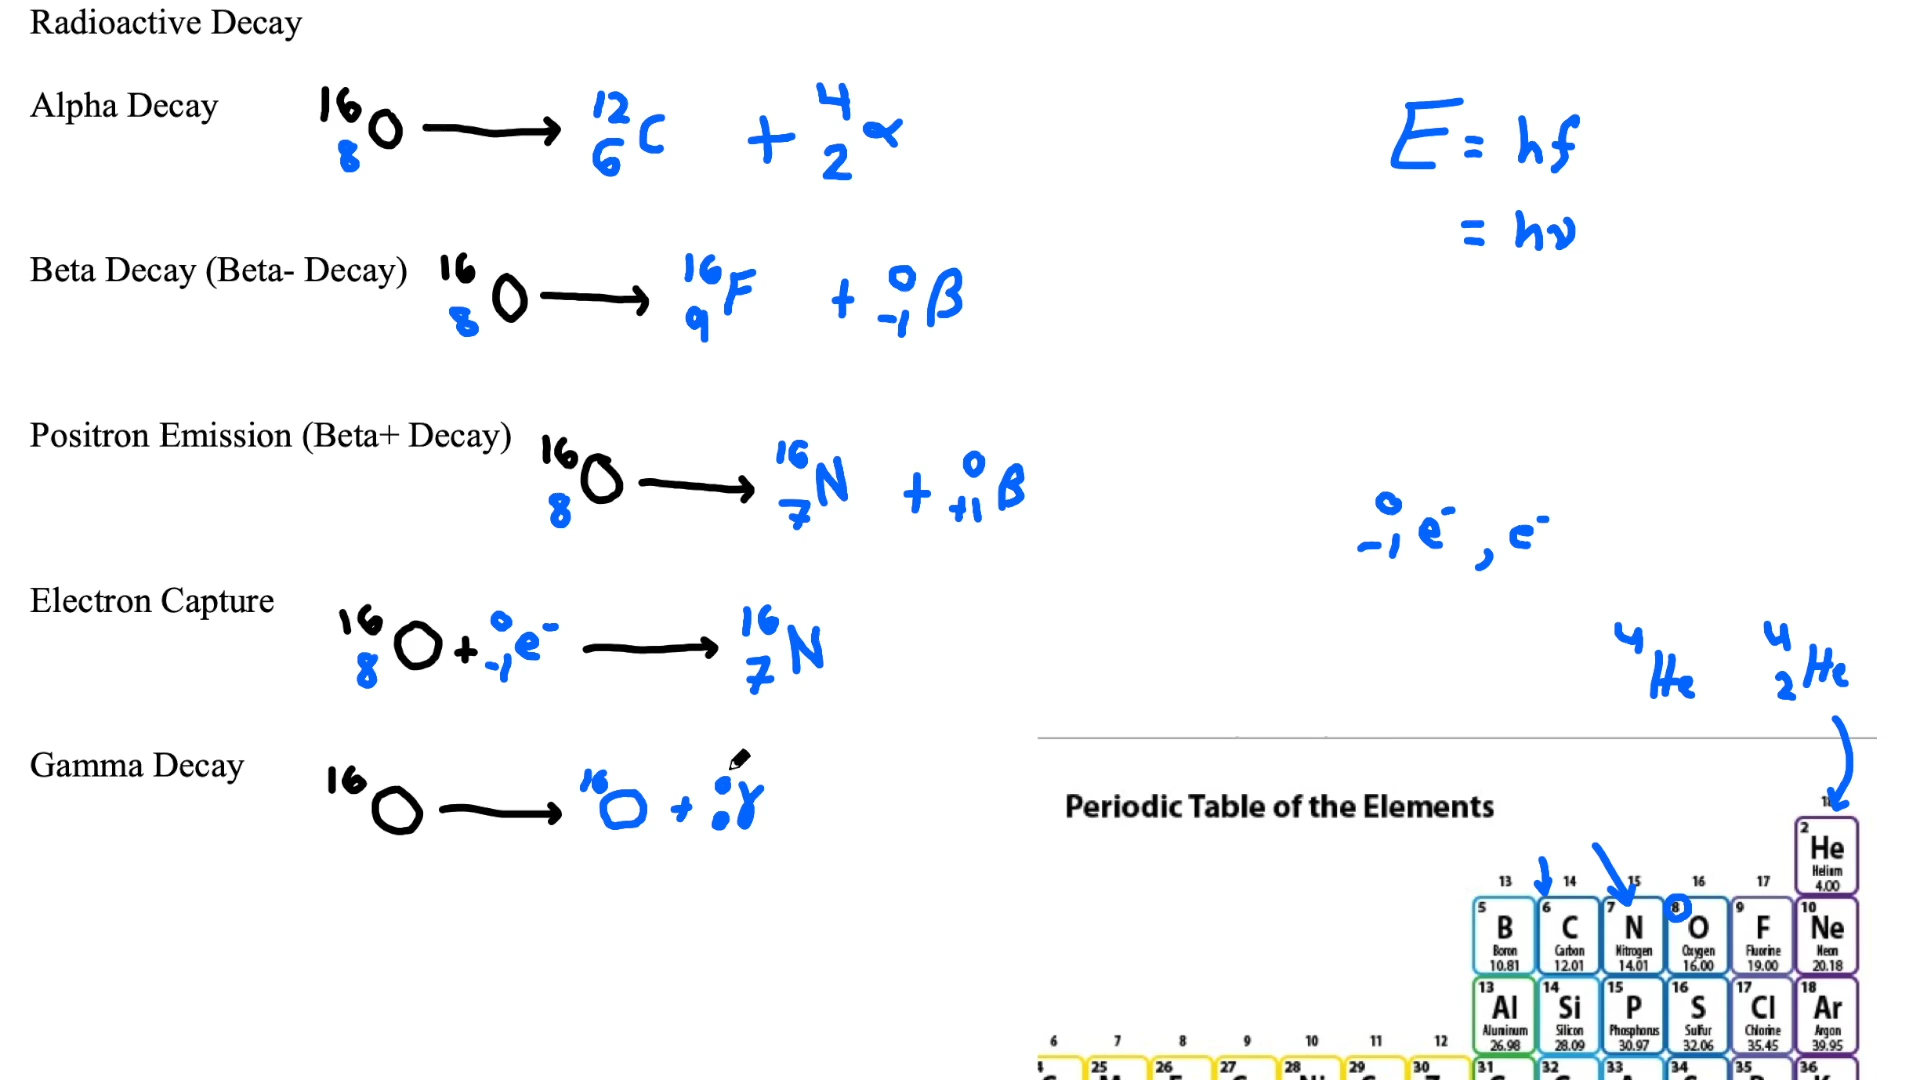 Radioactive Decay
Alpha Decay 16 8 O → 12 6 C + 4 2 α
E = hf
= hν
Beta Decay (Beta- Decay) 16 8 O → 16 9 F + 0 -1 β
Positron Emission (Beta+ Decay) 16 8 O → 16 7 N + 0 +1 β
0 -1 e-, e-
Electron Capture 16 8 O + 0 -1 e- → 16 7 N
4 He 4 2 He
Gamma Decay 16 O → 16 O + 0 0 γ
Periodic Table of the Elements
2
He
Helium
4.00
13 14 15 16 17
5 6 7 8 9 10
B C N O F Ne
Boron Carbon Nitrogen Oxygen Fluorine Neon
10.81 12.01 14.01 16.00 19.00 20.18
13 14 15 16 17 18
Al Si P S Cl Ar
Aluminum Silicon Phosphorus Sulfur Chlorine Argon
26.98 28.09 30.97 32.06 35.45 39.95
6 7 8 9 10 11 12
25 26 27 28 29 30 31 32 33 34 35 36